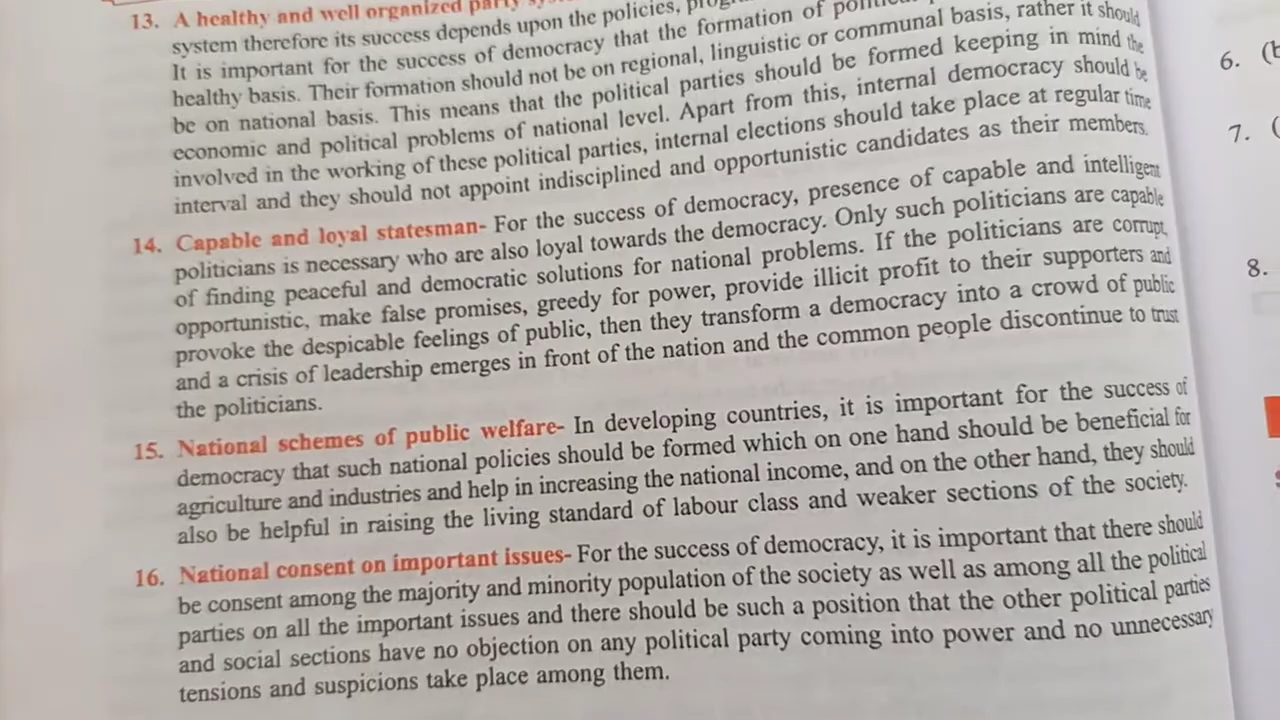 13. A healthy and well organized party
system therefore its success depends upon the policies,
It is important for the success of democracy that the formation of
healthy basis. Their formation should not be on regional, linguistic or communal basis, rather it should
be on national basis. This means that the political parties should be formed keeping in mind the
economic and political problems of national level. Apart from this, internal democracy should be
involved in the working of these political parties, internal elections should take place at regular time
interval and they should not appoint indisciplined and opportunistic candidates as their members.
14. Capable and loyal statesman- For the success of democracy, presence of capable and intelligent
politicians is necessary who are also loyal towards the democracy. Only such politicians are capable
of finding peaceful and democratic solutions for national problems. If the politicians are corrupt,
opportunistic, make false promises, greedy for power, provide illicit profit to their supporters and
provoke the despicable feelings of public, then they transform a democracy into a crowd of public
and a crisis of leadership emerges in front of the nation and the common people discontinue to trust
the politicians.
15. National schemes of public welfare- In developing countries, it is important for the success of
democracy that such national policies should be formed which on one hand should be beneficial for
agriculture and industries and help in increasing the national income, and on the other hand, they should
also be helpful in raising the living standard of labour class and weaker sections of the society.
16. National consent on important issues- For the success of democracy, it is important that there should
be consent among the majority and minority population of the society as well as among all the political
parties on all the important issues and there should be such a position that the other political parties
and social sections have no objection on any political party coming into power and no unnecessary
tensions and suspicions take place among them.
6. (b
7. (
8.